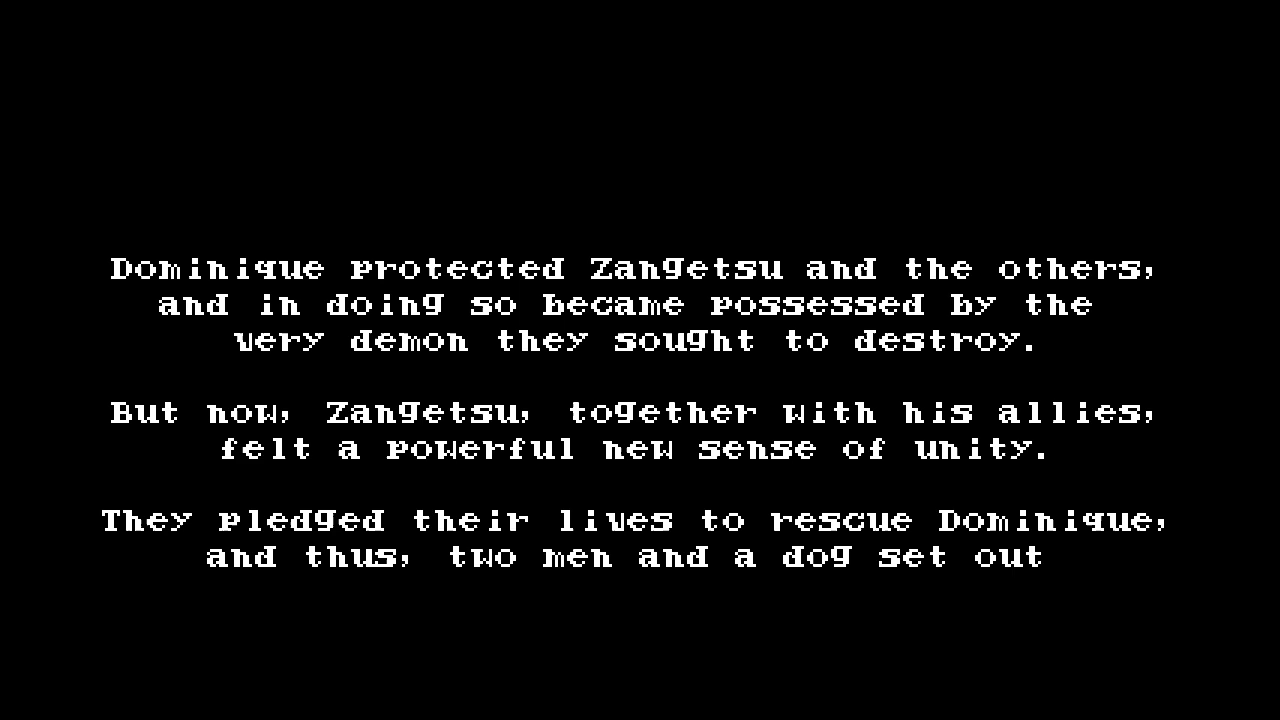 Dominique protected Zangetsu and the others,
and in doing so became possessed by the
very demon they sought to destroy.
But now, Zangetsu, together with his allies,
felt a powerful new sense of unity.
They pledged their lives to rescue Dominique,
and thus, two men and a dog set out